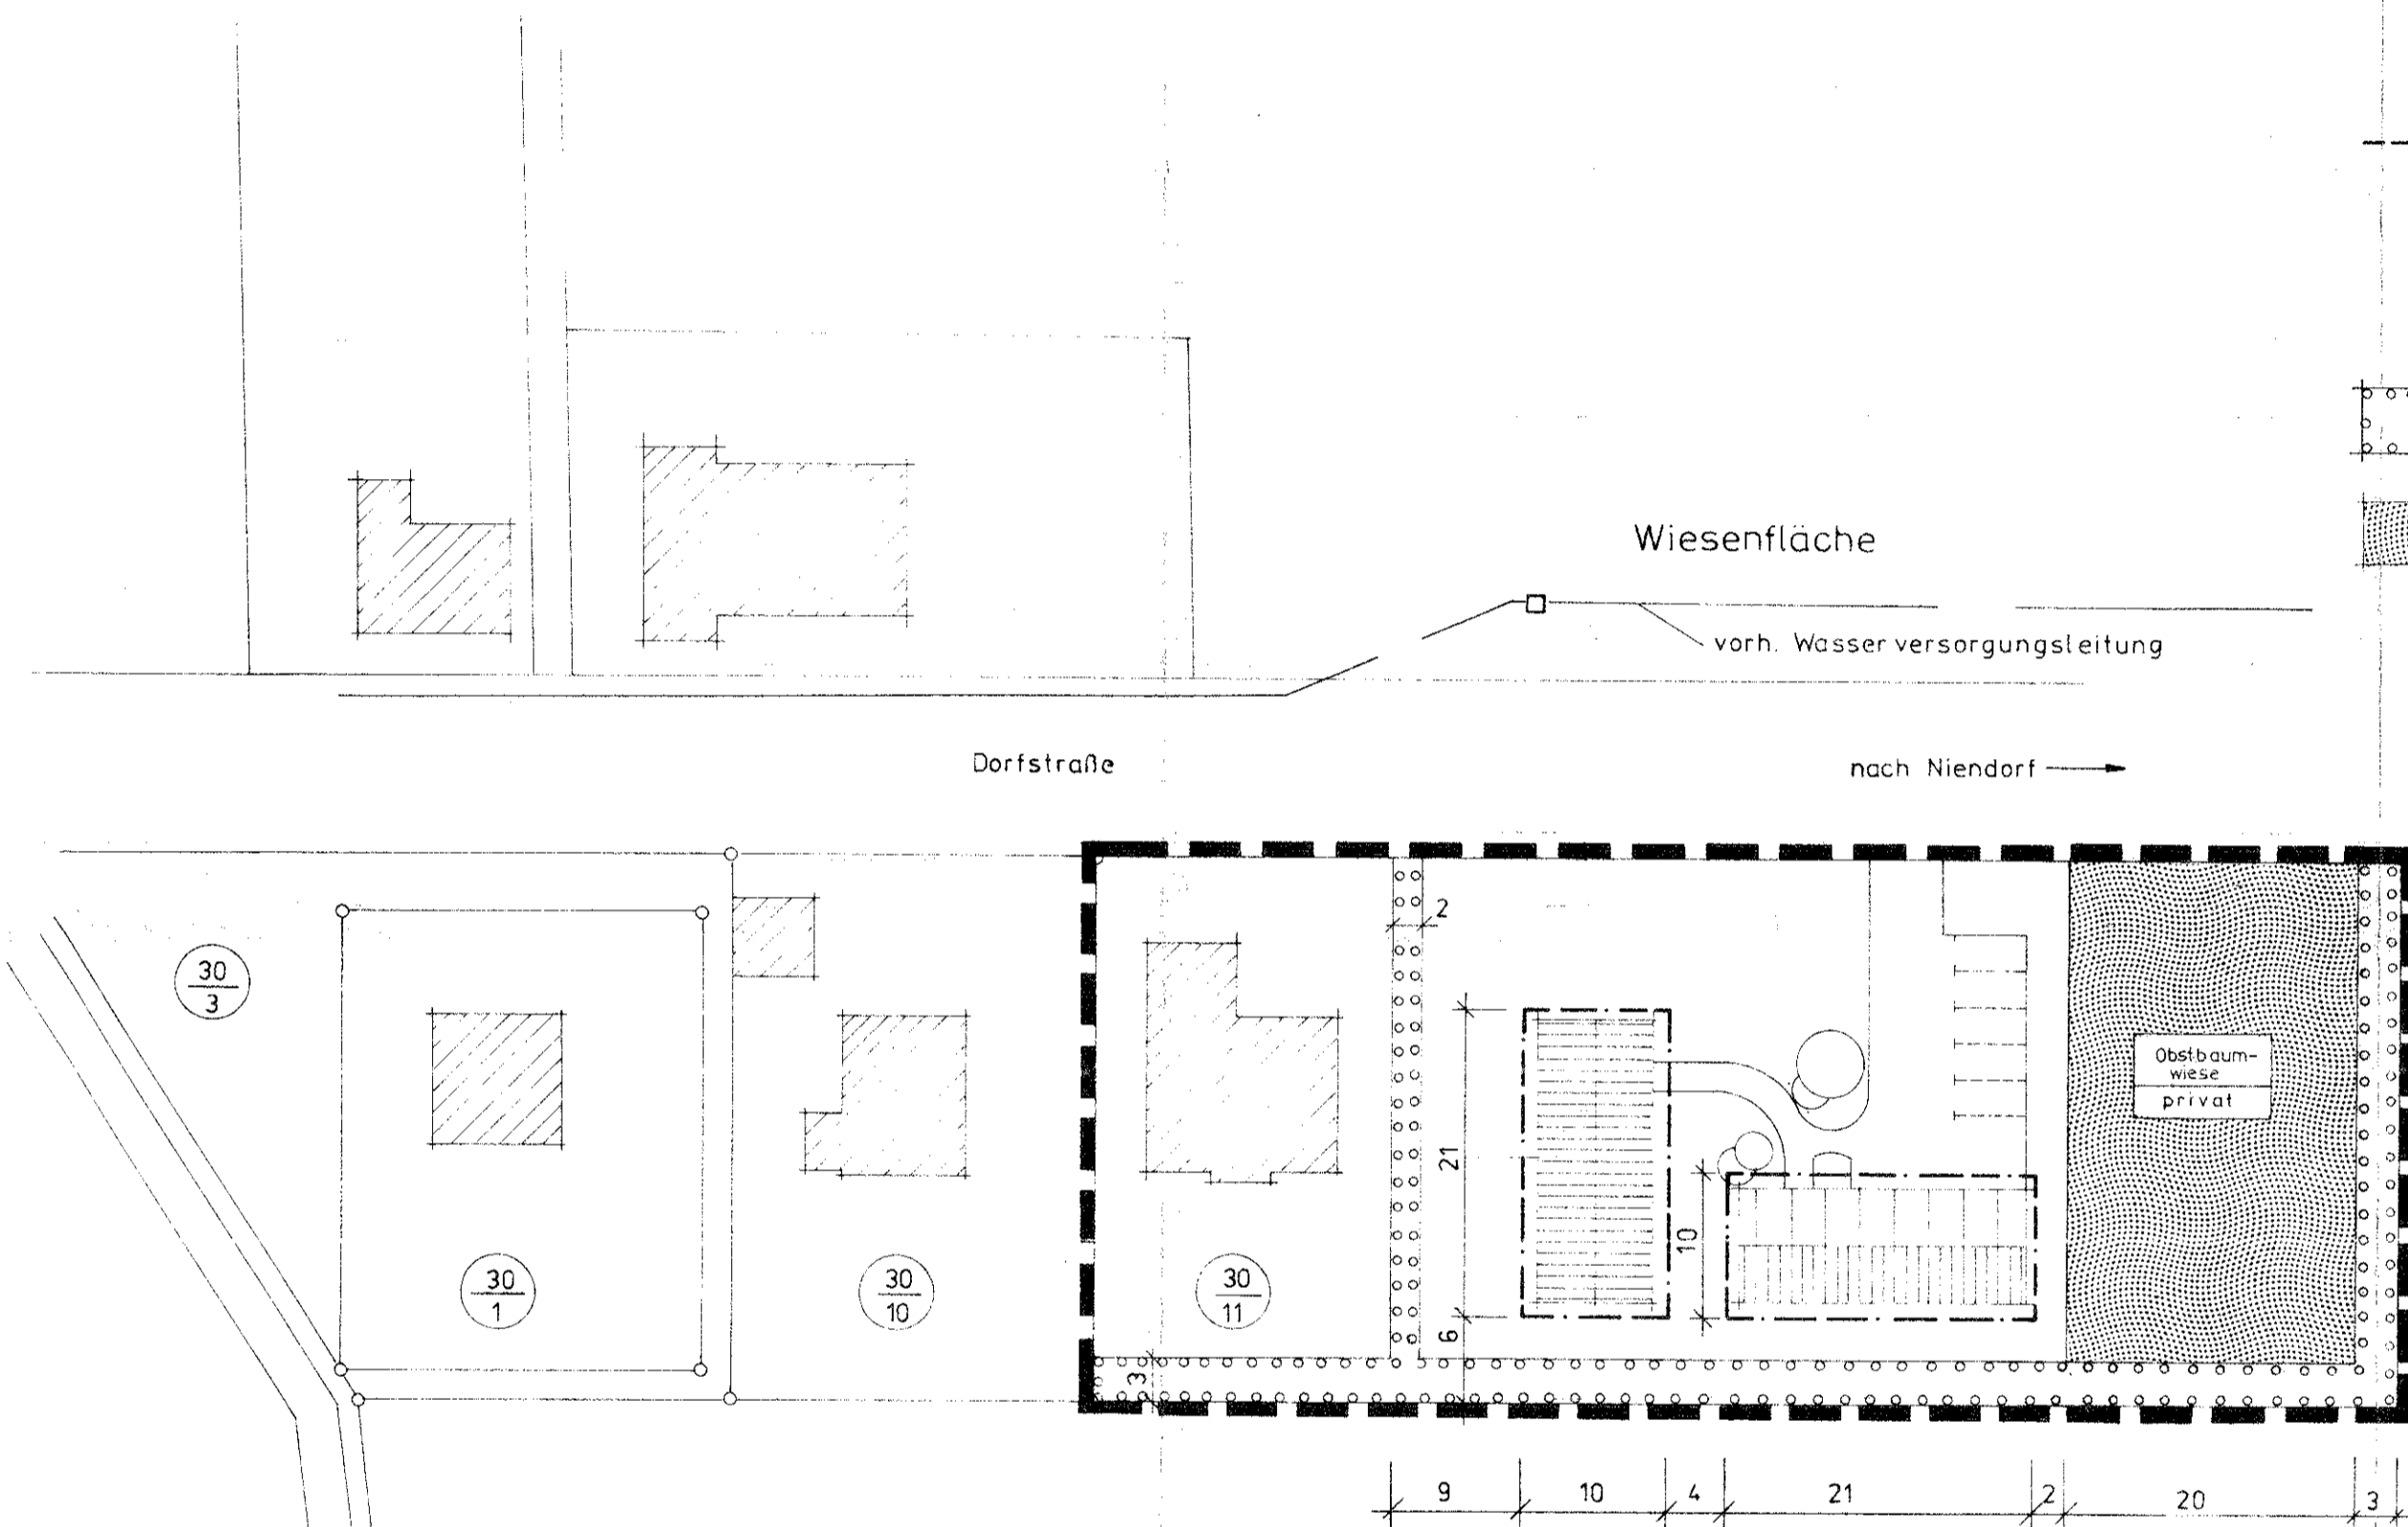 Wiesenfläche
vorh. Wasserversorgungsleitung
Dorfstraße
nach Niendorf
30
3
2
Obstbaum-
wiese
privat
21
10
30
1
30
10
30
11
6
3
9
10
4
21
2
20
3